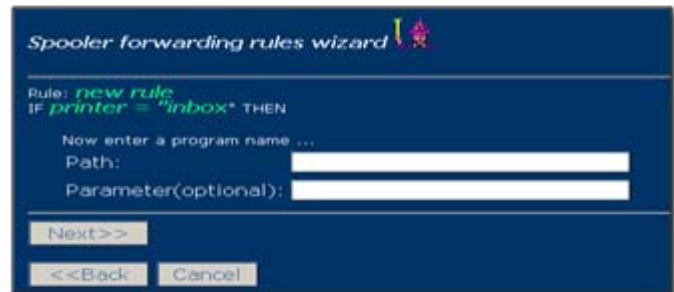 Spooler forwarding rules wizard
Rule: new rule
IF printer = "inbox" THEN
Now enter a program name ...
Path:
Parameter(optional):
Next>>
<<Back Cancel